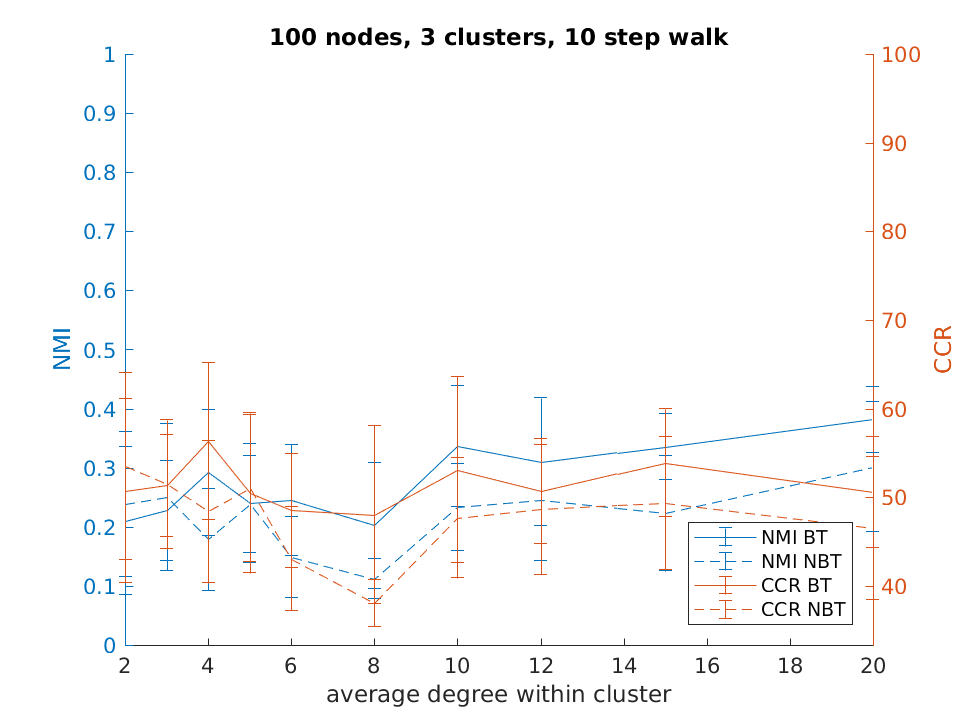 100 nodes, 3 clusters, 10 step walk
1
0.9
0.8
0.7
0.6
0.5
0.4
0.3
0.2
0.1
0
NMI
100
90
80
70
60
50
40
CCR
NMI BT
NMI NBT
CCR BT
CCR NBT
2 4 6 8 10 12 14 16 18 20
average degree within cluster